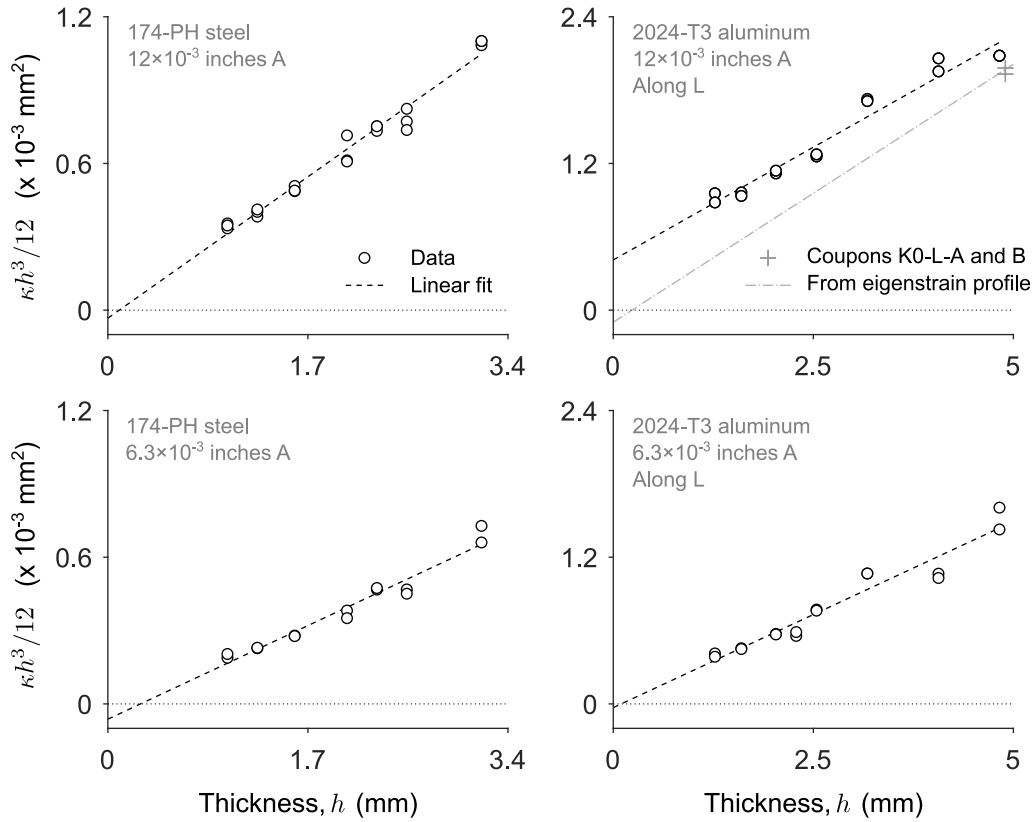 1.2
0.6
0
κh³/12 (x 10⁻³ mm²)
174-PH steel
12×10⁻³ inches A
Data
Linear fit
0
1.7
3.4
2.4
1.2
0
2024-T3 aluminum
12×10⁻³ inches A
Along L
Coupons K0-L-A and B
From eigenstrain profile
0
2.5
5
1.2
0.6
0
κh³/12 (x 10⁻³ mm²)
174-PH steel
6.3×10⁻³ inches A
0
1.7
3.4
Thickness, h (mm)
2.4
1.2
0
2024-T3 aluminum
6.3×10⁻³ inches A
Along L
0
2.5
5
Thickness, h (mm)